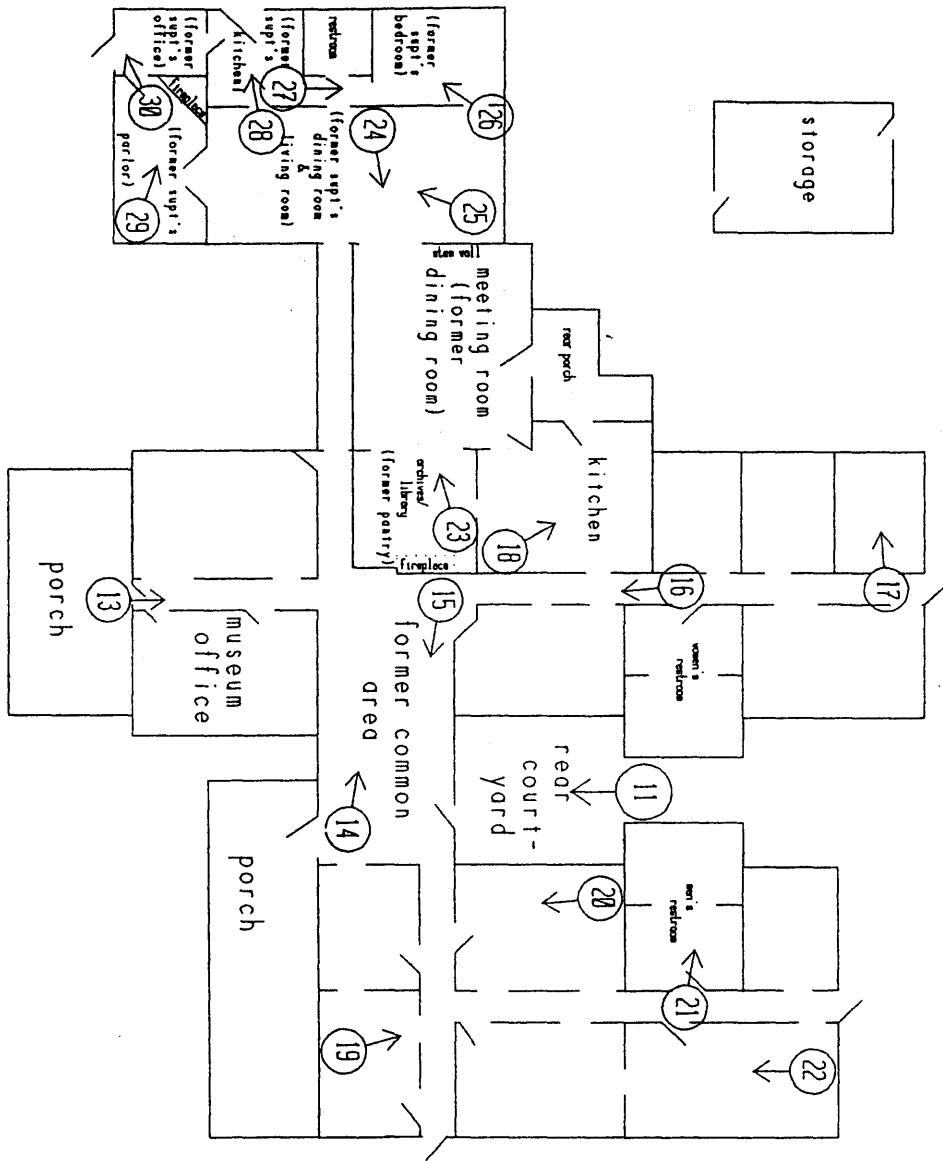 storage
(former
supt's
bedroom)
restroom
(former
supt's
kitchen)
(former
supt's
office)
fireplace
(former supt's
parlor)
(former supt's
dining room
&
living room)
26
27
24
28
30
25
29
stem wall
meeting room
(former
dining room)
rear porch
kitchen
archives/
library
(former pantry)
fireplace
23
18
17
16
15
13
porch
museum
office
former common
area
women's
restroom
rear
court-
yard
11
14
porch
20
men's
restroom
21
19
22